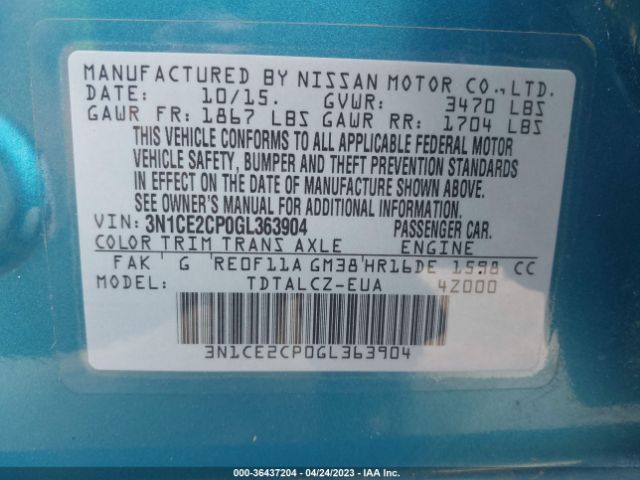 MANUFACTURED BY NISSAN MOTOR CO.,LTD.
DATE: 10/15. GVWR: 3470 LBS
GAWR FR: 1867 LBS GAWR RR: 1704 LBS
THIS VEHICLE CONFORMS TO ALL APPLICABLE FEDERAL MOTOR
VEHICLE SAFETY, BUMPER AND THEFT PREVENTION STANDARDS
IN EFFECT ON THE DATE OF MANUFACTURE SHOWN ABOVE.
SEE OWNER'S MANUAL FOR ADDITIONAL INFORMATION.
VIN: 3N1CE2CP0GL363904 PASSENGER CAR.
COLOR TRIM TRANS AXLE ENGINE
FAK G RE0F11A GM38 HR16DE 1598 CC
MODEL: TDTALCZ-EUA 4Z000
3N1CE2CP0GL363904
000-36437204 - 04/24/2023 - IAA Inc.